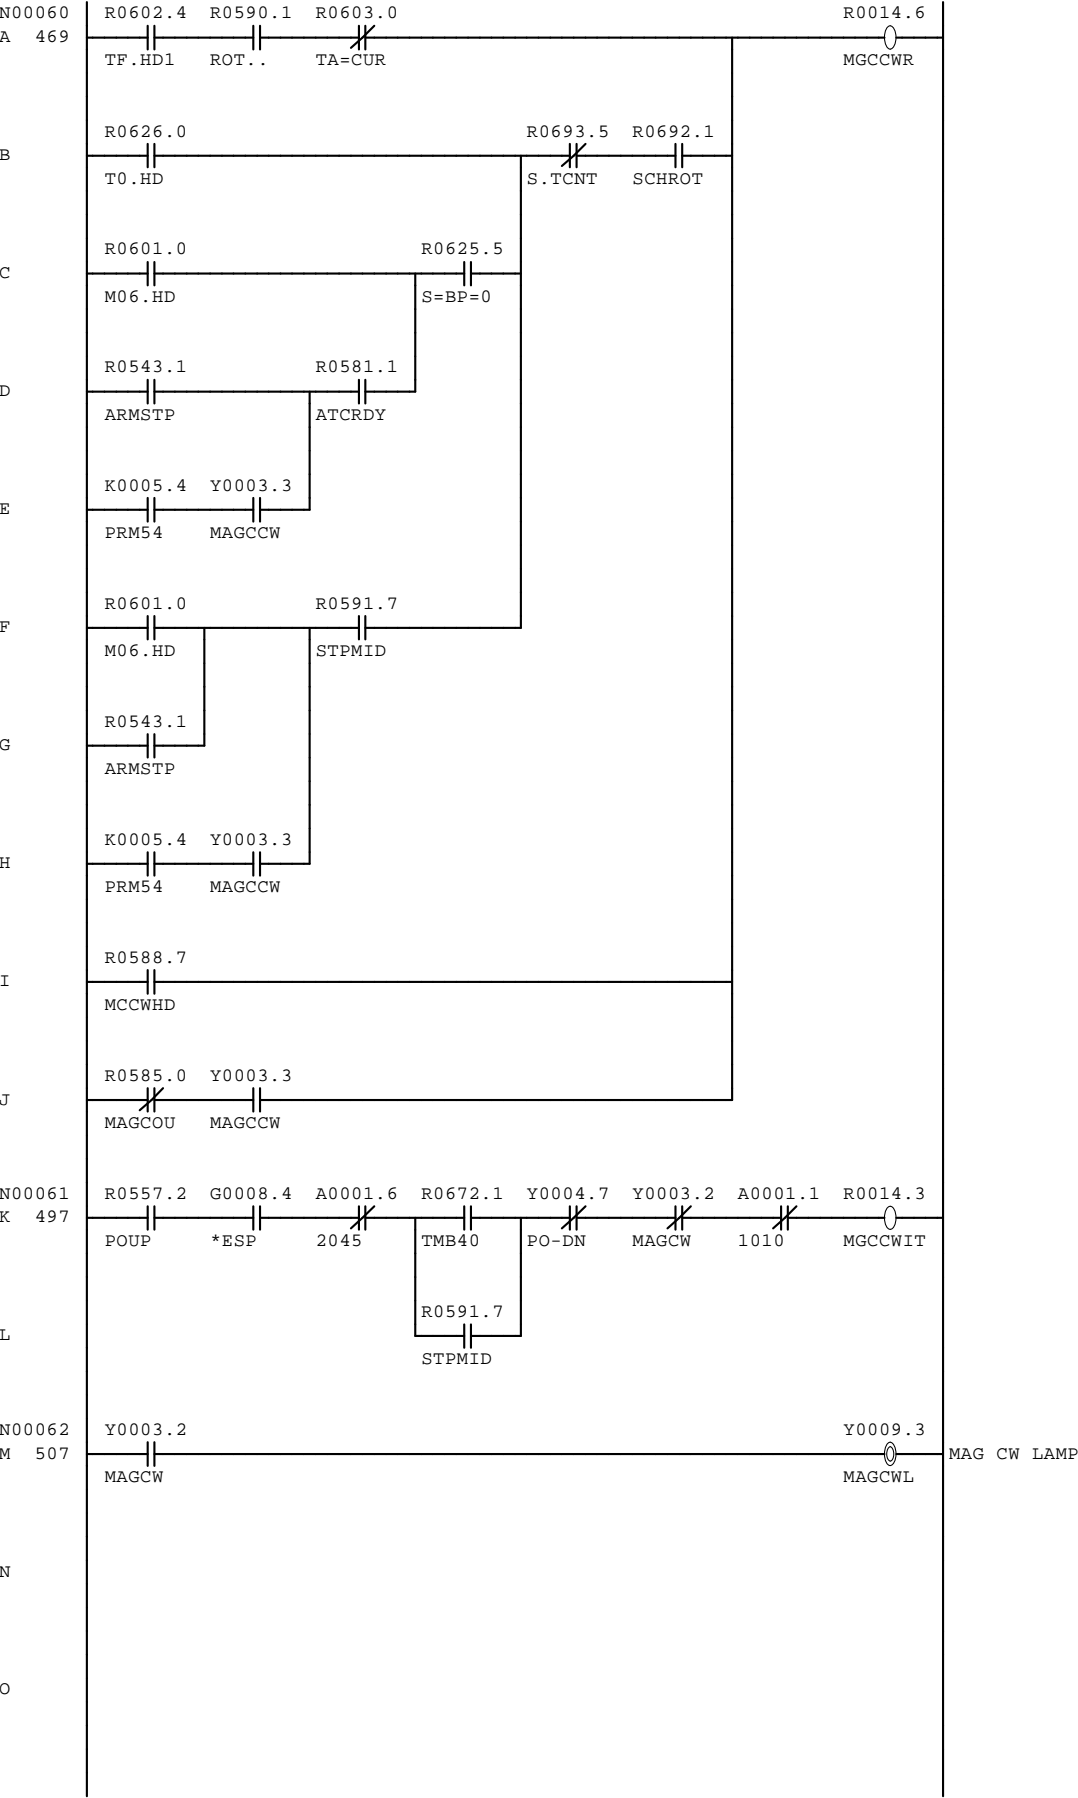 N00060 R0602.4 R0590.1 R0603.0 R0014.6
A 469
TF.HD1 ROT.. TA=CUR MGCCWR
R0626.0 R0693.5 R0692.1
B
T0.HD S.TCNT SCHROT
R0601.0 R0625.5
C
M06.HD S=BP=0
R0543.1 R0581.1
D
ARMSTP ATCRDY
K0005.4 Y0003.3
E
PRM54 MAGCCW
R0601.0 R0591.7
F
M06.HD STPMID
R0543.1
G
ARMSTP
K0005.4 Y0003.3
H
PRM54 MAGCCW
R0588.7
I
MCCWHD
R0585.0 Y0003.3
J
MAGCOU MAGCCW
N00061 R0557.2 G0008.4 A0001.6 R0672.1 Y0004.7 Y0003.2 A0001.1 R0014.3
K 497
POUP *ESP 2045 TMB40 PO-DN MAGCW 1010 MGCCWIT
R0591.7
L
STPMID
N00062 Y0003.2 Y0009.3
M 507 MAG CW LAMP
MAGCW MAGCWL
N
O